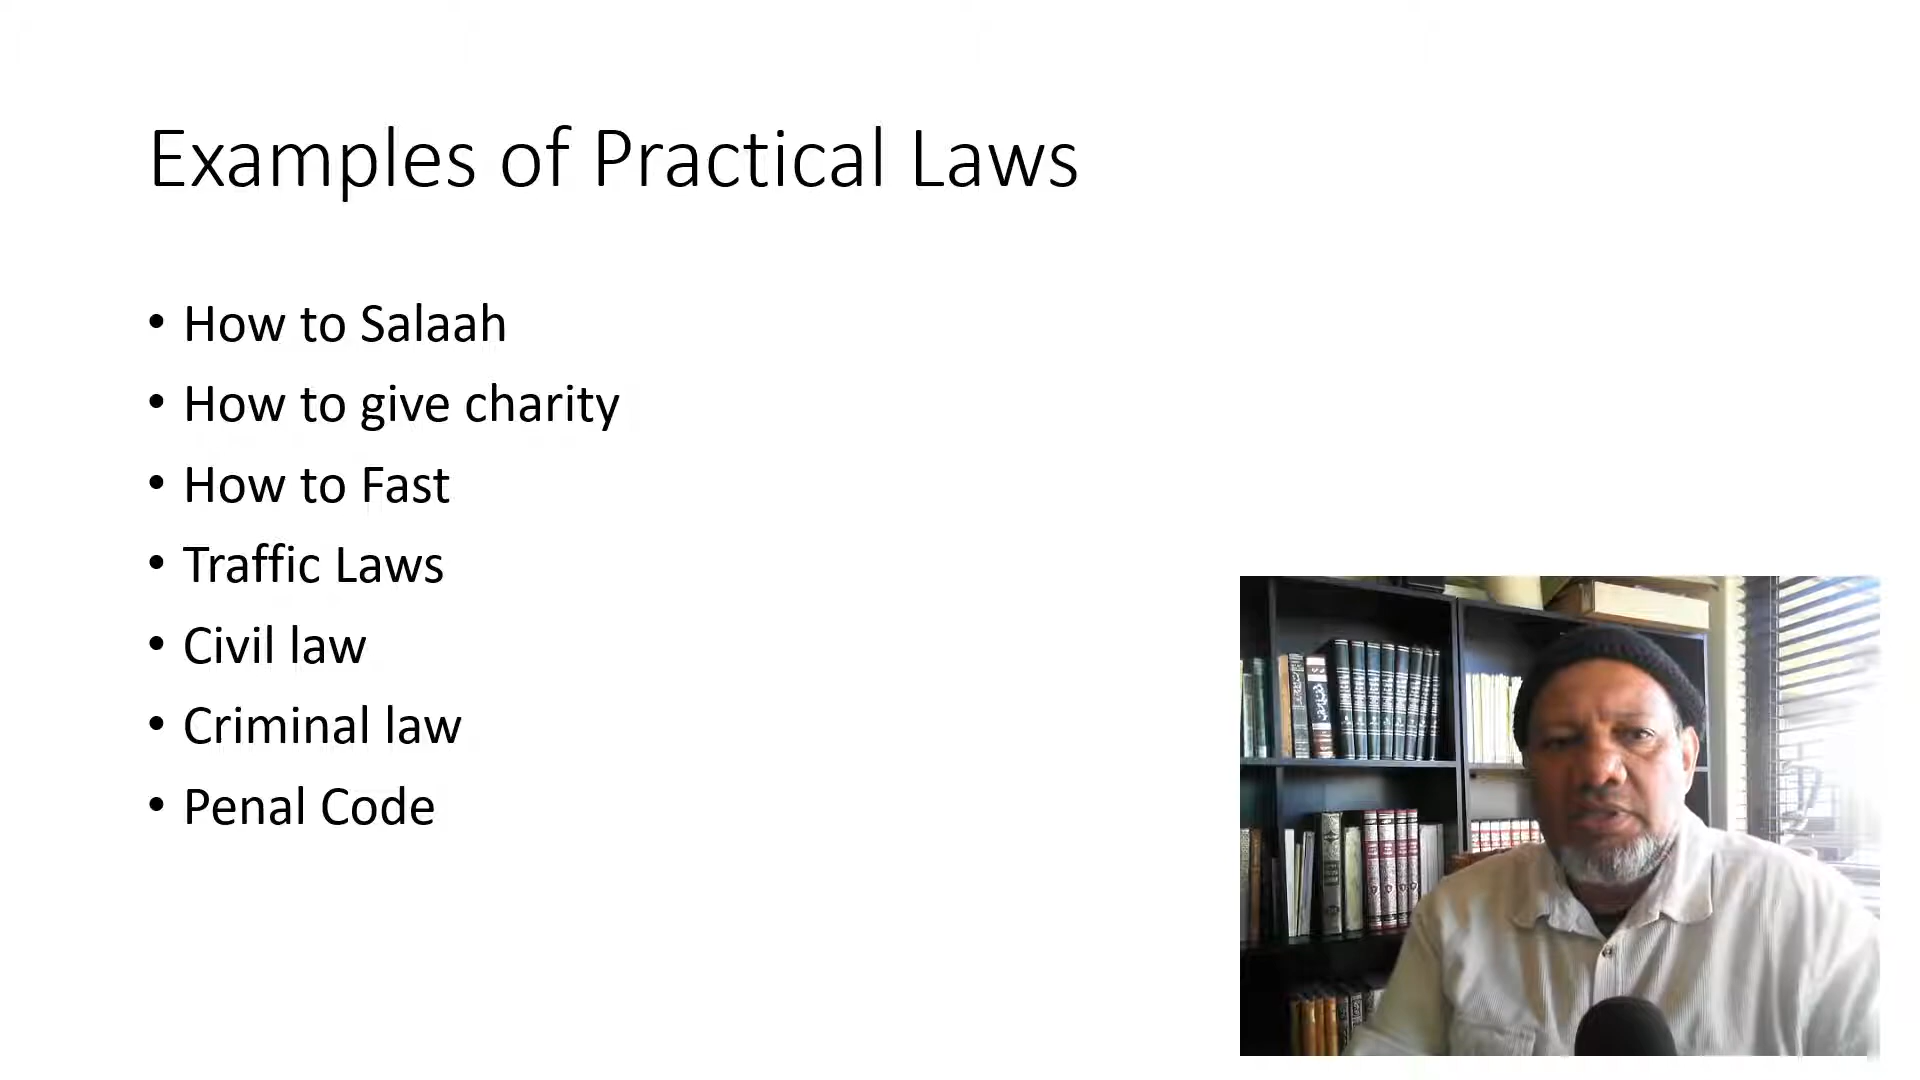 Examples of Practical Laws
• How to Salaah
• How to give charity
• How to Fast
• Traffic Laws
• Civil law
• Criminal law
• Penal Code